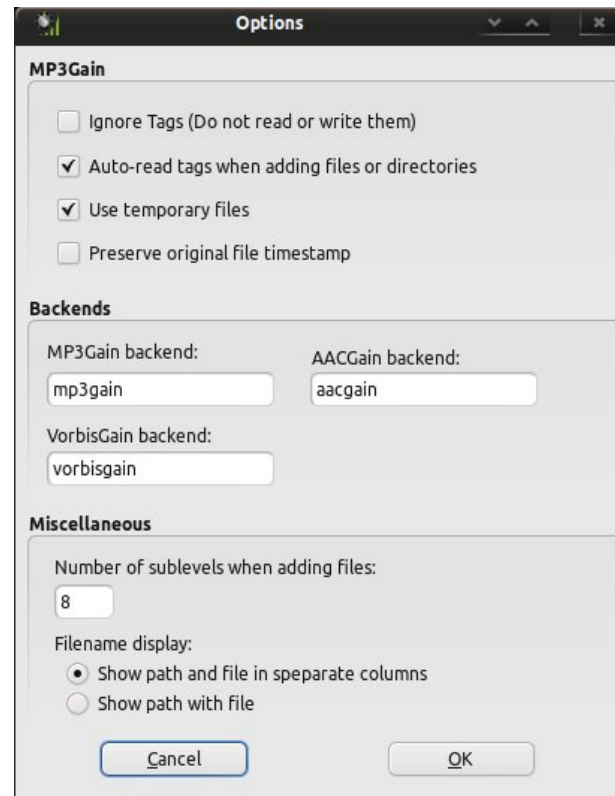 Options
MP3Gain
Ignore Tags (Do not read or write them)
Auto-read tags when adding files or directories
Use temporary files
Preserve original file timestamp
Backends
MP3Gain backend:
AACGain backend:
mp3gain
aacgain
VorbisGain backend:
vorbisgain
Miscellaneous
Number of sublevels when adding files:
8
Filename display:
Show path and file in speparate columns
Show path with file
Cancel
OK